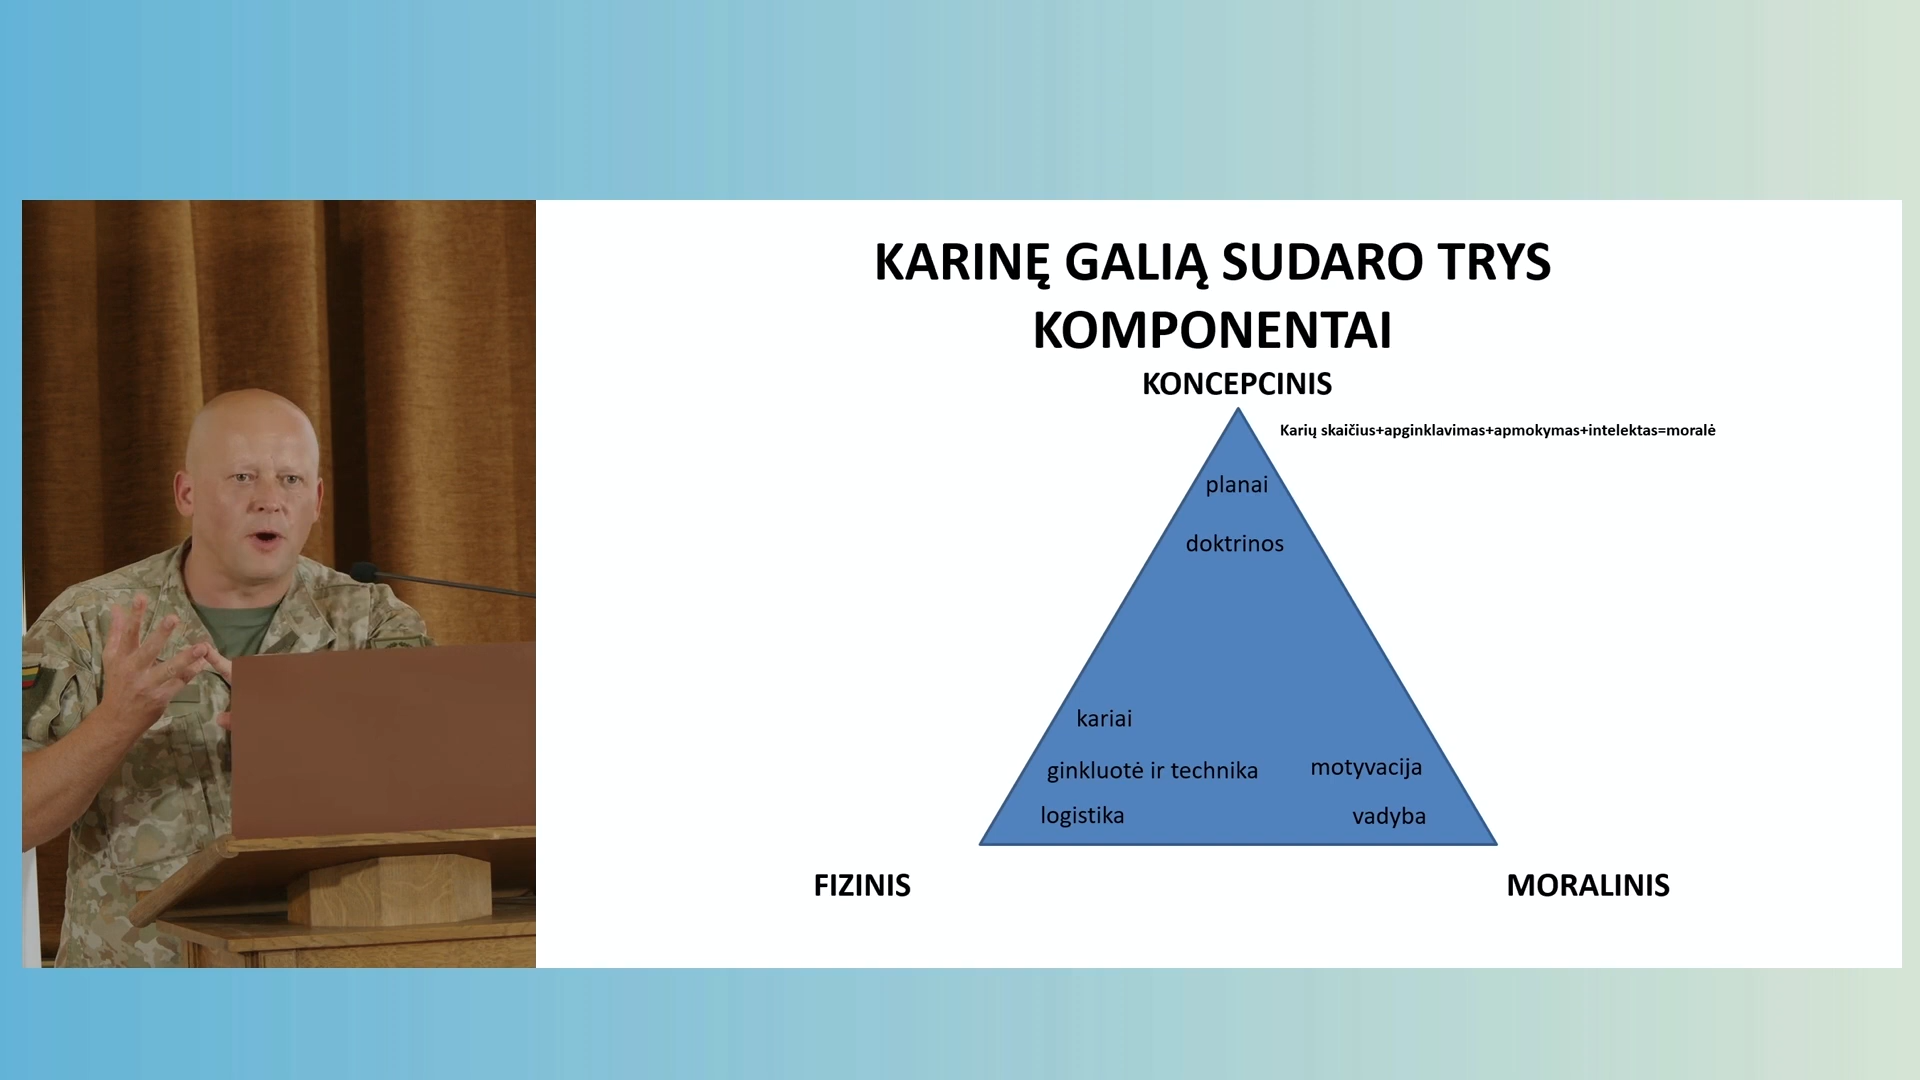 KARINĘ GALIĄ SUDARO TRYS
KOMPONENTAI
KONCEPCINIS
Karių skaičius+apginklavimas+apmokymas+intelektas=moralė
planai
doktrinos
kariai
ginkluotė ir technika
motyvacija
logistika
vadyba
FIZINIS
MORALINIS